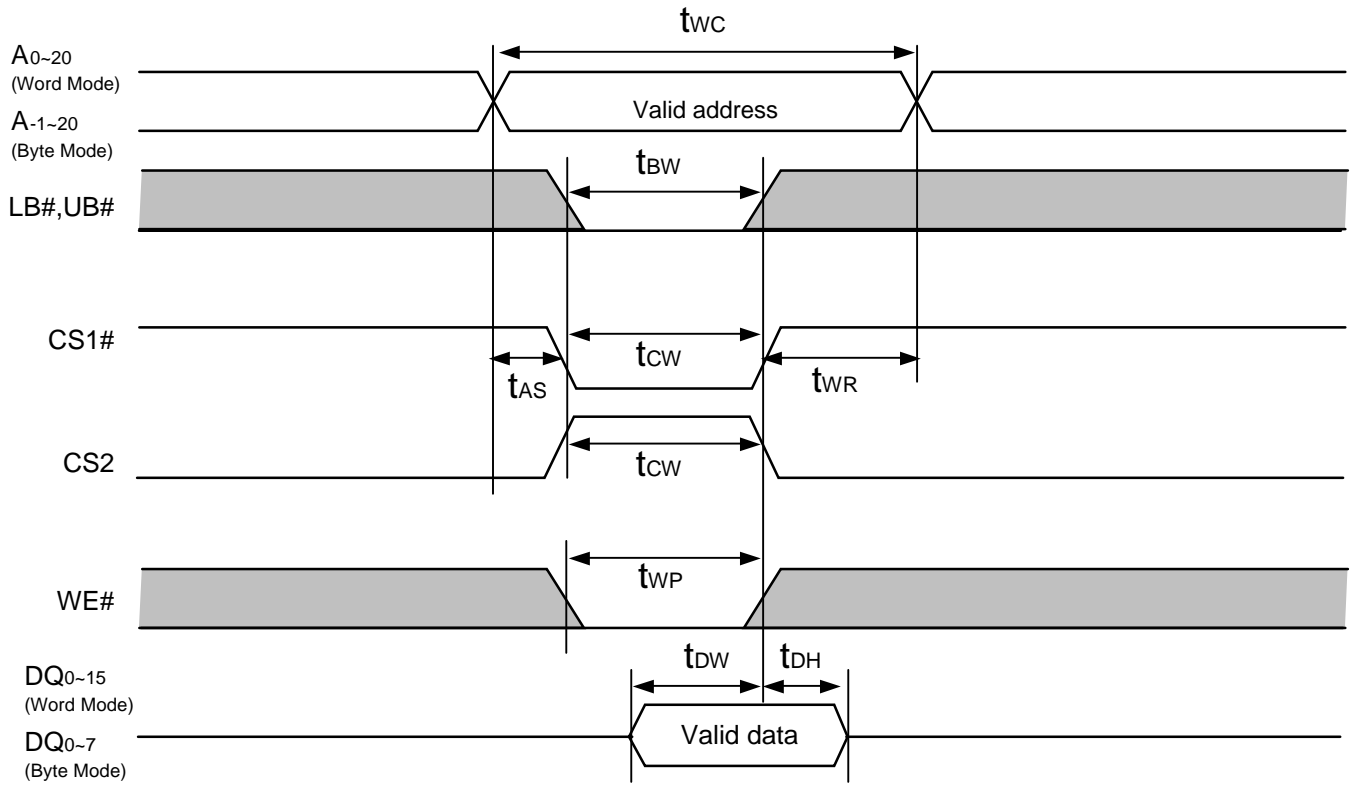 tWC
A0~20
(Word Mode)
Valid address
A-1~20
(Byte Mode)
tBW
LB#,UB#
CS1#
tCW
tAS
tWR
CS2
tCW
WE#
tWP
tDW
tDH
DQ0~15
(Word Mode)
Valid data
DQ0~7
(Byte Mode)